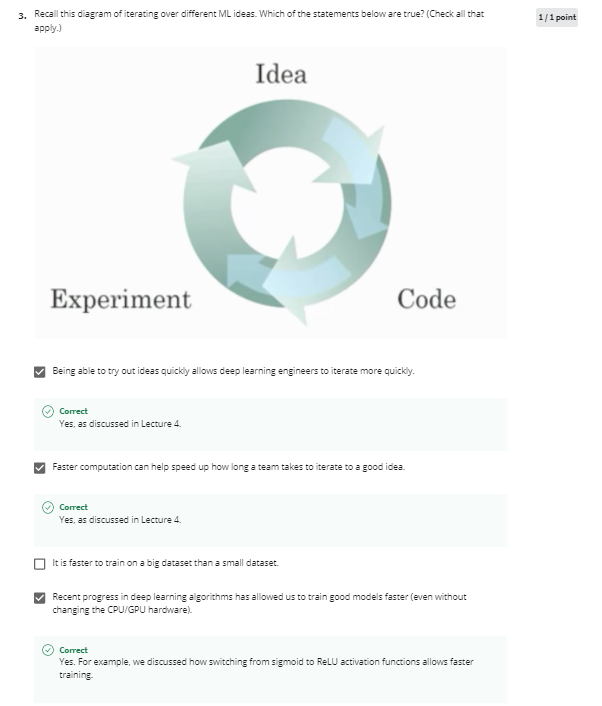 3. Recall this diagram of iterating over different ML ideas. Which of the statements below are true? (Check all that
apply.)
1 / 1 point
Idea
Experiment
Code
Being able to try out ideas quickly allows deep learning engineers to iterate more quickly.
Correct
Yes, as discussed in Lecture 4.
Faster computation can help speed up how long a team takes to iterate to a good idea.
Correct
Yes, as discussed in Lecture 4.
It is faster to train on a big dataset than a small dataset.
Recent progress in deep learning algorithms has allowed us to train good models faster (even without
changing the CPU/GPU hardware).
Correct
Yes. For example, we discussed how switching from sigmoid to ReLU activation functions allows faster
training.